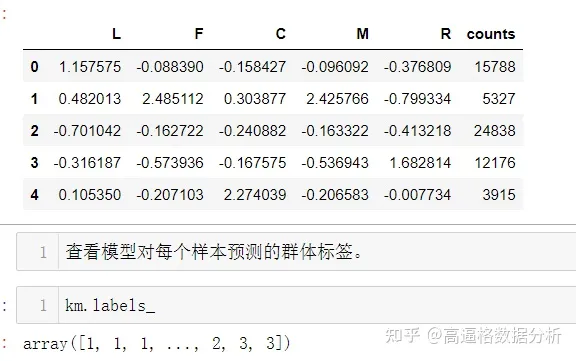 :
L F C M R counts
0 1.157575 -0.088390 -0.158427 -0.096092 -0.376809 15788
1 0.482013 2.485112 0.303877 2.425766 -0.799334 5327
2 -0.701042 -0.162722 -0.240882 -0.163322 -0.413218 24838
3 -0.316187 -0.573936 -0.167575 -0.536943 1.682814 12176
4 0.105350 -0.207103 2.274039 -0.206583 -0.007734 3915
1 查看模型对每个样本预测的群体标签。
: 1 km.labels_
: array([1, 1, 1, ..., 2, 3, 3])
知乎 @高逼格数据分析